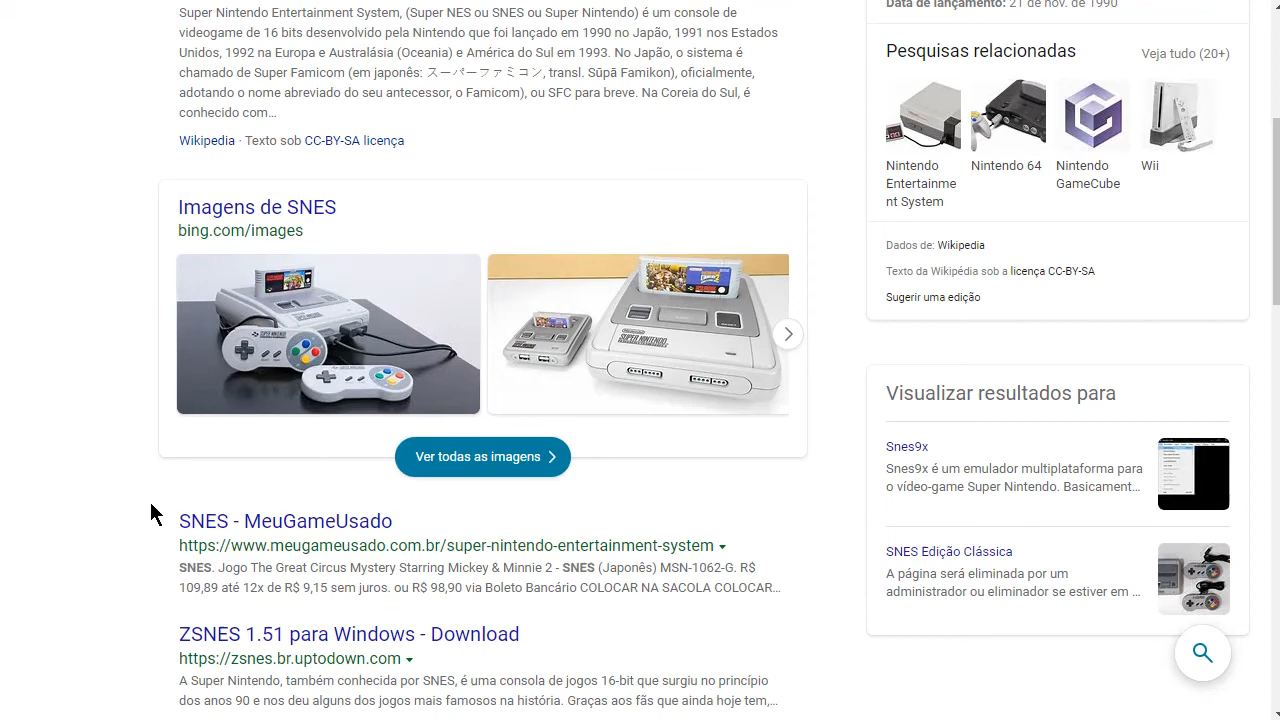 Super Nintendo Entertainment System, (Super NES ou SNES ou Super Nintendo) é um console de
videogame de 16 bits desenvolvido pela Nintendo que foi lançado em 1990 no Japão, 1991 nos Estados
Unidos, 1992 na Europa e Australásia (Oceania) e América do Sul em 1993. No Japão, o sistema é
chamado de Super Famicom (em japonês: スーパーファミコン, transl. Sūpā Famikon), oficialmente,
adotando o nome abreviado do seu antecessor, o Famicom), ou SFC para breve. Na Coreia do Sul, é
conhecido com…
Wikipedia · Texto sob CC-BY-SA licença
Imagens de SNES
bing.com/images
SUPER NINTENDO
SUPER NINTENDO
Ver todas as imagens
SNES - MeuGameUsado
https://www.meugameusado.com.br/super-nintendo-entertainment-system
SNES. Jogo The Great Circus Mystery Starring Mickey & Minnie 2 - SNES (Japonês) MSN-1062-G. R$
109,89 até 12x de R$ 9,15 sem juros. ou R$ 98,90 via Boleto Bancário COLOCAR NA SACOLA COLOCAR…
ZSNES 1.51 para Windows - Download
https://zsnes.br.uptodown.com
A Super Nintendo, também conhecida por SNES, é uma consola de jogos 16-bit que surgiu no princípio
dos anos 90 e nos deu alguns dos jogos mais famosos na história. Graças aos fãs que ainda hoje tem,…
Data de lançamento: 21 de nov. de 1990
Pesquisas relacionadas
Veja tudo (20+)
Nintendo
Entertainme
nt System
Nintendo 64
Nintendo
GameCube
Wii
Dados de: Wikipedia
Texto da Wikipédia sob a licença CC-BY-SA
Sugerir uma edição
Visualizar resultados para
Snes9x
Snes9x é um emulador multiplataforma para
o vídeo-game Super Nintendo. Basicament…
SNES Edição Clássica
A página será eliminada por um
administrador ou eliminador se estiver em …